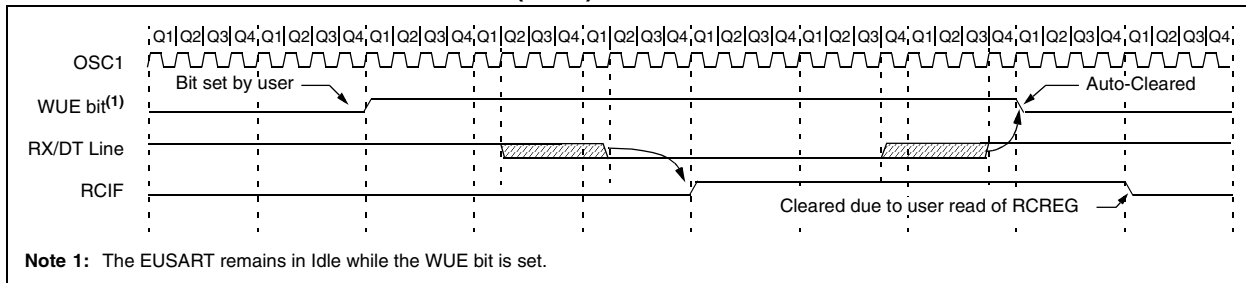 Q1|Q2|Q3|Q4 Q1|Q2|Q3|Q4 Q1|Q2|Q3|Q4 Q1|Q2|Q3|Q4 Q1|Q2|Q3|Q4 Q1|Q2|Q3|Q4 Q1|Q2|Q3|Q4 Q1|Q2|Q3|Q4 Q1|Q2|Q3|Q4 Q1|Q2|Q3|Q4
OSC1
Bit set by user
Auto-Cleared
WUE bit(1)
RX/DT Line
RCIF
Cleared due to user read of RCREG
Note 1: The EUSART remains in Idle while the WUE bit is set.